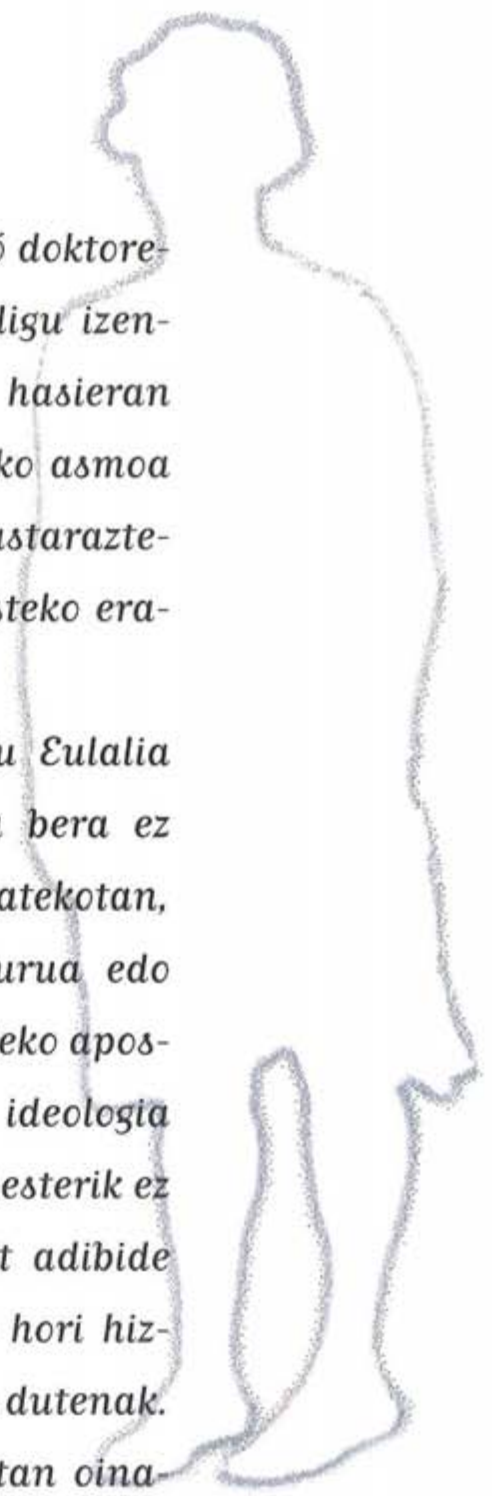 doktore-
ligu izen-
hasieran
ko asmoa
astarazte-
steko era-
u Eulalia
bera ez
atekotan,
urua edo
eko apos-
ideologia
esterik ez
t adibide
hori hiz-
dutenak.
tan oina-